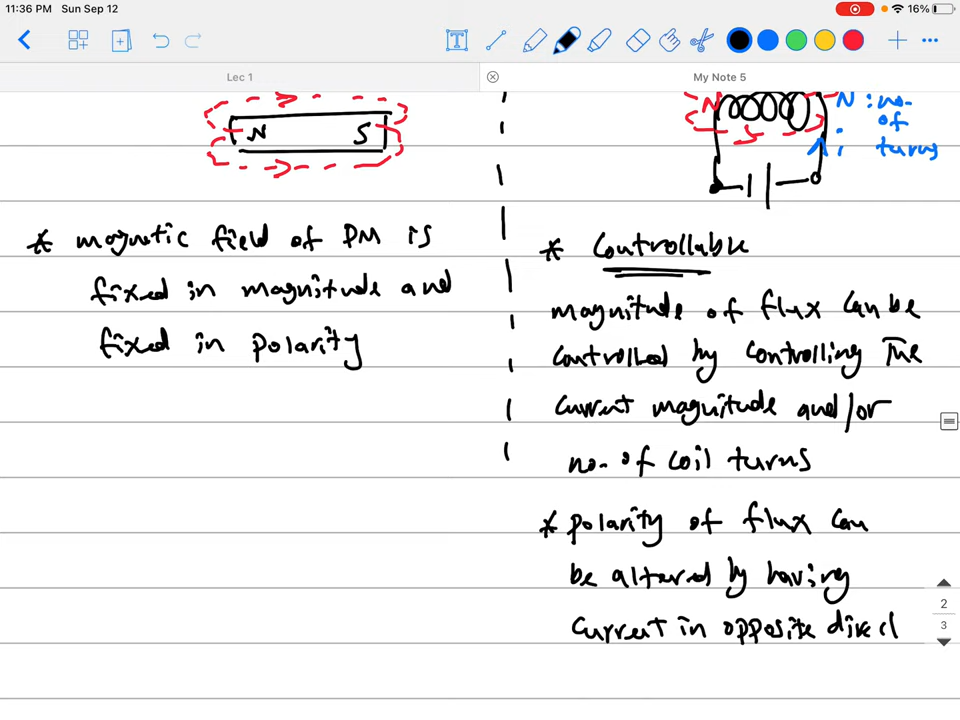 11:36 PM Sun Sep 12
16%
Lec 1
My Note 5
N S
* magnetic field of PM is
fixed in magnitude and
fixed in polarity
N
N : no.
of
turns
i
* Controllable
magnitude of flux can be
controlled by controlling the
current magnitude and/or
no. of coil turns
* polarity of flux can
be altered by having
current in opposite direct
2
3